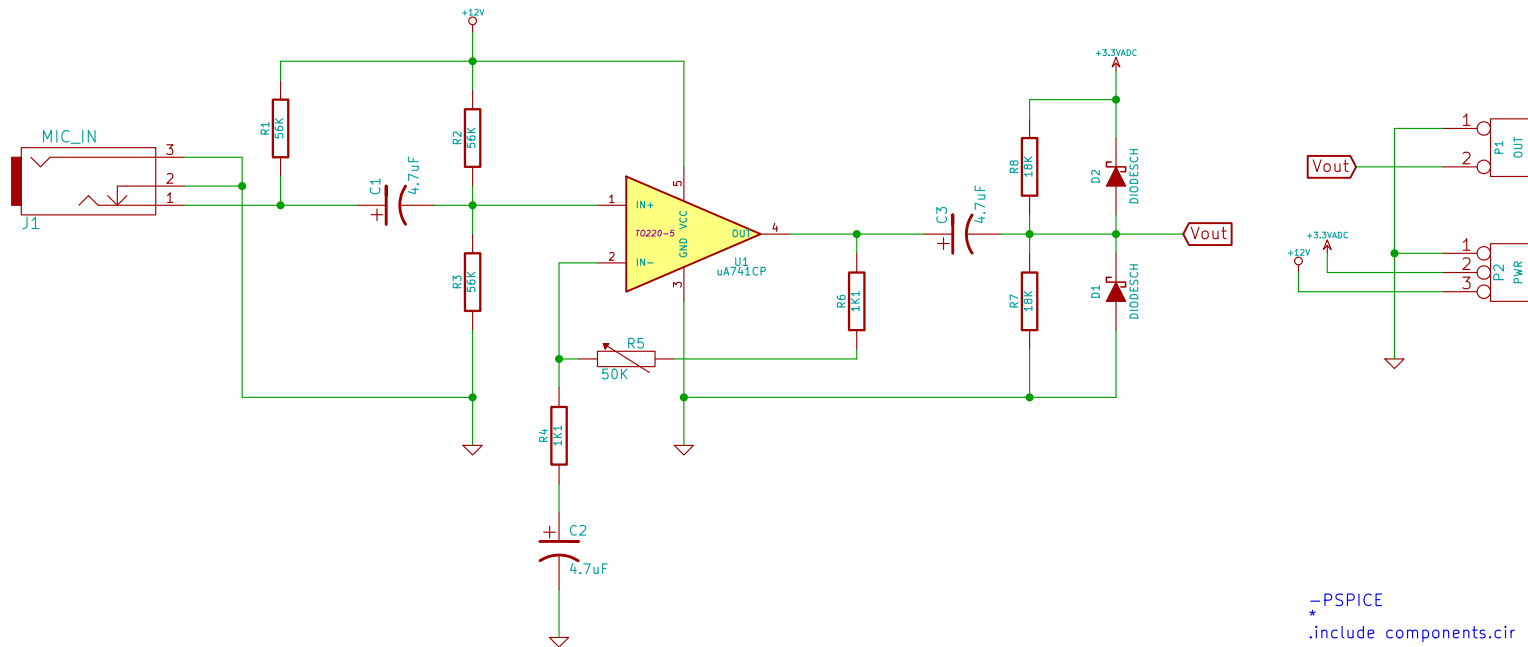 +12V
+3.3VADC
MIC_IN
J1
3
2
1
R1
56K
R2
56K
R3
56K
C1
4.7uF
+
1
IN+
2
IN-
TO220-5
5
VCC
GND
3
OUT
4
U1
uA741CP
R5
50K
R4
1K1
C2
4.7uF
+
R6
1K1
C3
4.7uF
+
R8
18K
R7
18K
D2
DIODESCH
D1
DIODESCH
Vout
Vout
1
2
P1
OUT
+12V
+3.3VADC
1
2
3
P2
PWR
-PSPICE
*
.include components.cir